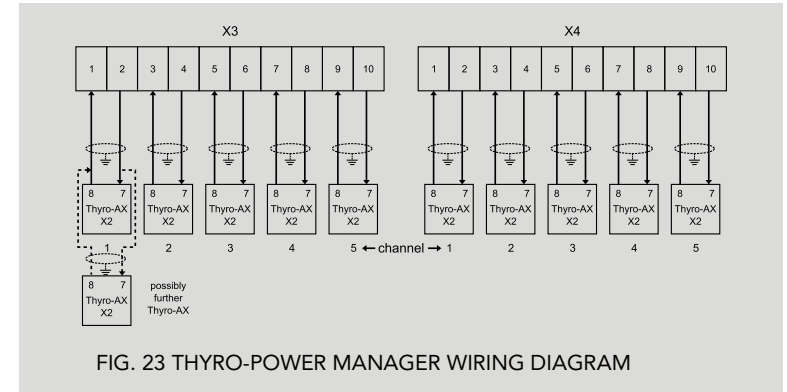 X3 X4
1 2 3 4 5 6 7 8 9 10 1 2 3 4 5 6 7 8 9 10
8 7 8 7 8 7 8 7 8 7 8 7 8 7 8 7 8 7 8 7
Thyro-AX Thyro-AX Thyro-AX Thyro-AX Thyro-AX Thyro-AX Thyro-AX Thyro-AX Thyro-AX Thyro-AX
X2 X2 X2 X2 X2 X2 X2 X2 X2 X2
1 2 3 4 5 ← channel → 1 2 3 4 5
8 7 possibly
Thyro-AX further
X2 Thyro-AX
FIG. 23 THYRO-POWER MANAGER WIRING DIAGRAM